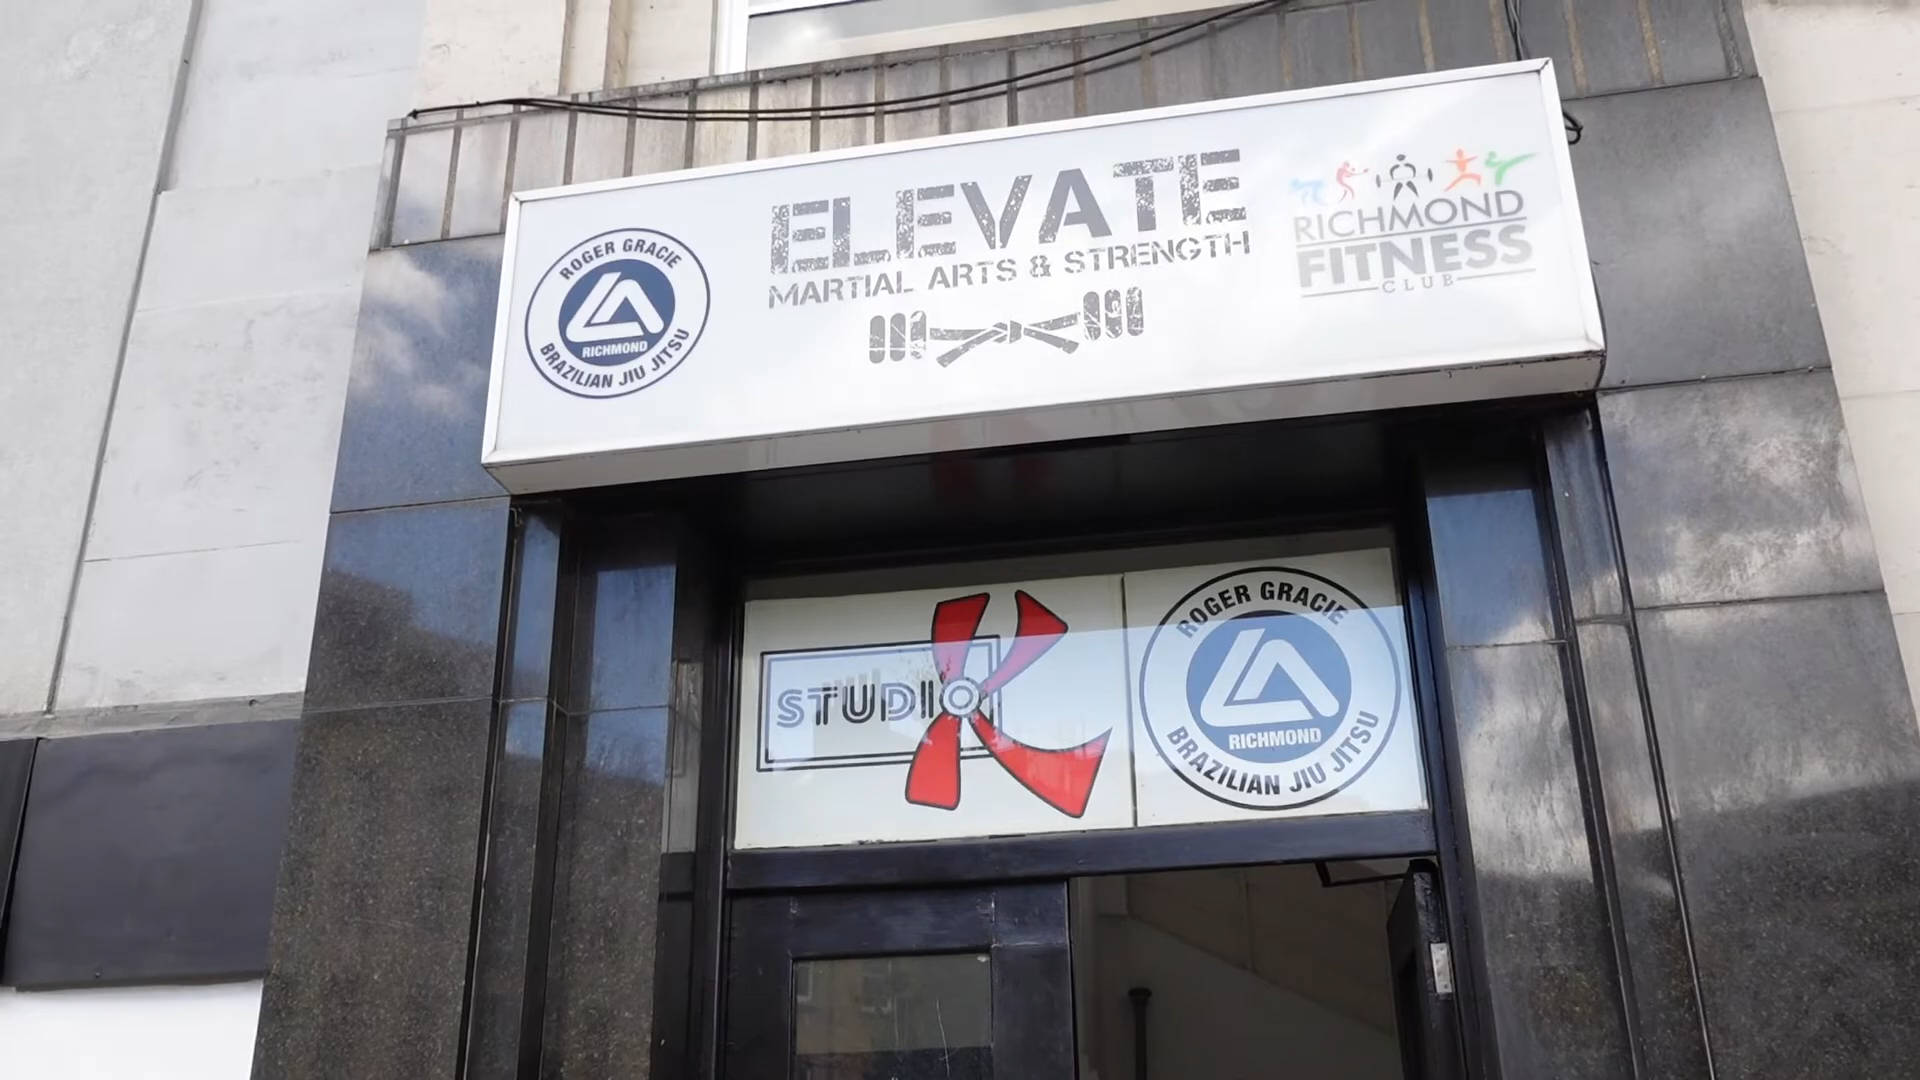 ROGER GRACIE
RICHMOND
BRAZILIAN JIU JITSU
ELEVATE
MARTIAL ARTS & STRENGTH
RICHMOND
FITNESS
CLUB
STUDIO K
ROGER GRACIE
RICHMOND
BRAZILIAN JIU JITSU